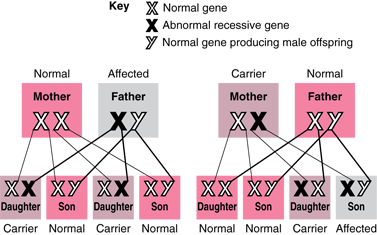 Key
X Normal gene
X Abnormal recessive gene
Y Normal gene producing male offspring
Normal Affected Carrier Normal
Mother Father Mother Father
X X X Y X X X Y
X X X Y X X X Y X X X Y X X X Y
Daughter Son Daughter Son Daughter Son Daughter Son
Carrier Normal Carrier Normal Normal Normal Carrier Affected